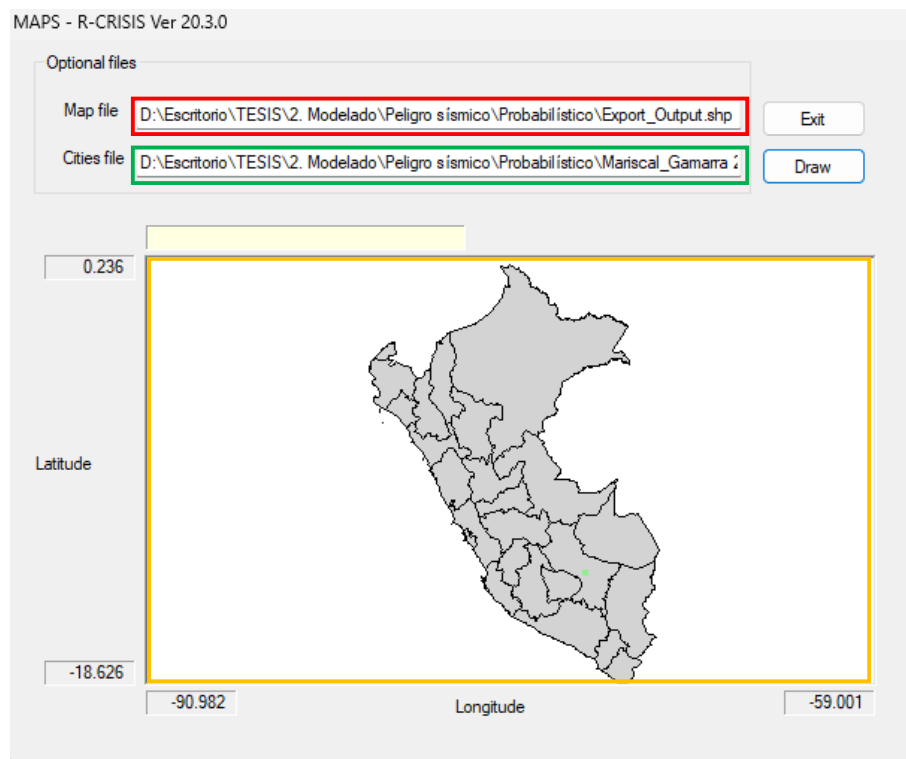 MAPS - R-CRISIS Ver 20.3.0
Optional files
Map file D:\Escritorio\TESIS\2. Modelado\Peligro sísmico\Probabilístico\Export_Output.shp Exit
Cities file D:\Escritorio\TESIS\2. Modelado\Peligro sísmico\Probabilístico\Mariscal_Gamarra Draw
0.236
Latitude
-18.626
-90.982 Longitude -59.001